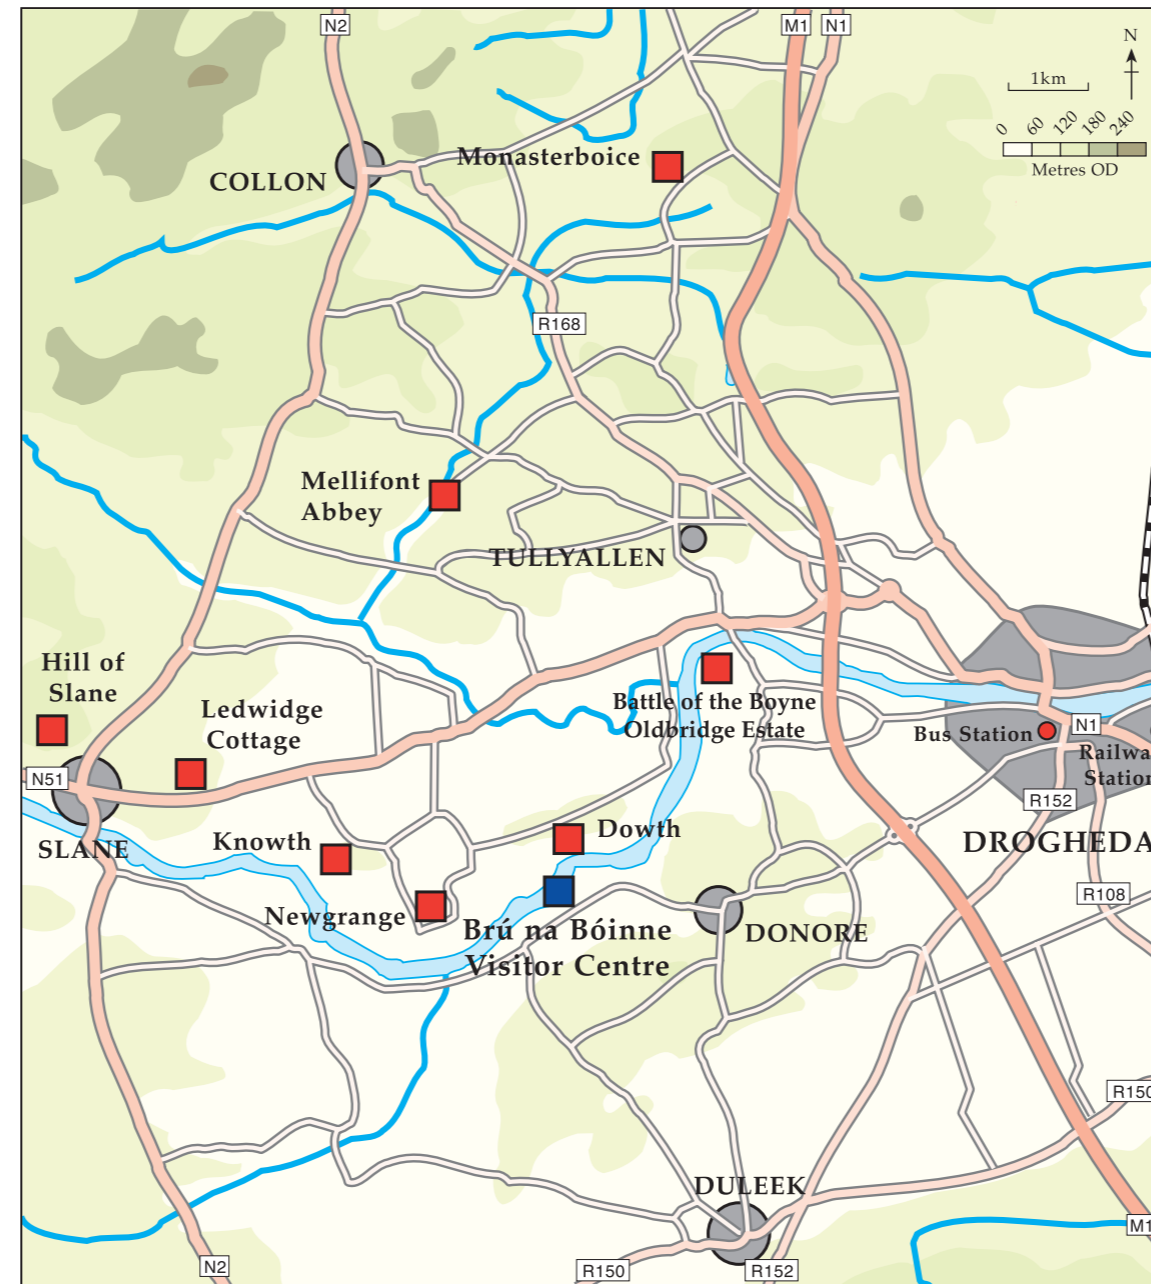 N2
M1
N1
N
1km
0
60
120
180
240
Metres OD
Monasterboice
COLLON
R168
Mellifont
Abbey
TULLYALLEN
Hill of
Slane
Ledwidge
Cottage
Battle of the Boyne
Oldbridge Estate
Bus Station
N1
Railwa
Station
N51
R152
SLANE
Knowth
Dowth
DROGHEDA
R108
Newgrange
Brú na Bóinne
Visitor Centre
DONORE
R150
DULEEK
M1
N2
R150
R152